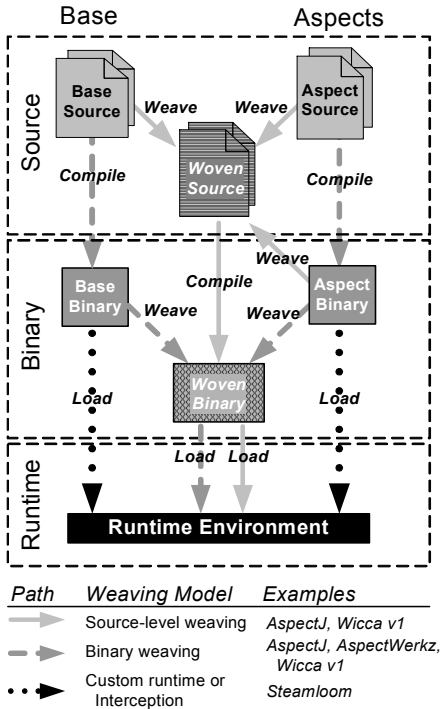 Base Aspects
Source
Base
Source
Aspect
Source
Weave Weave
Woven
Source
Compile Compile
Binary
Weave
Compile
Base
Binary
Aspect
Binary
Weave Weave
Woven
Binary
Load Load
Load Load
Runtime
Runtime Environment
Path Weaving Model Examples
Source-level weaving AspectJ, Wicca v1
Binary weaving AspectJ, AspectWerkz,
Wicca v1
Custom runtime or
Interception Steamloom